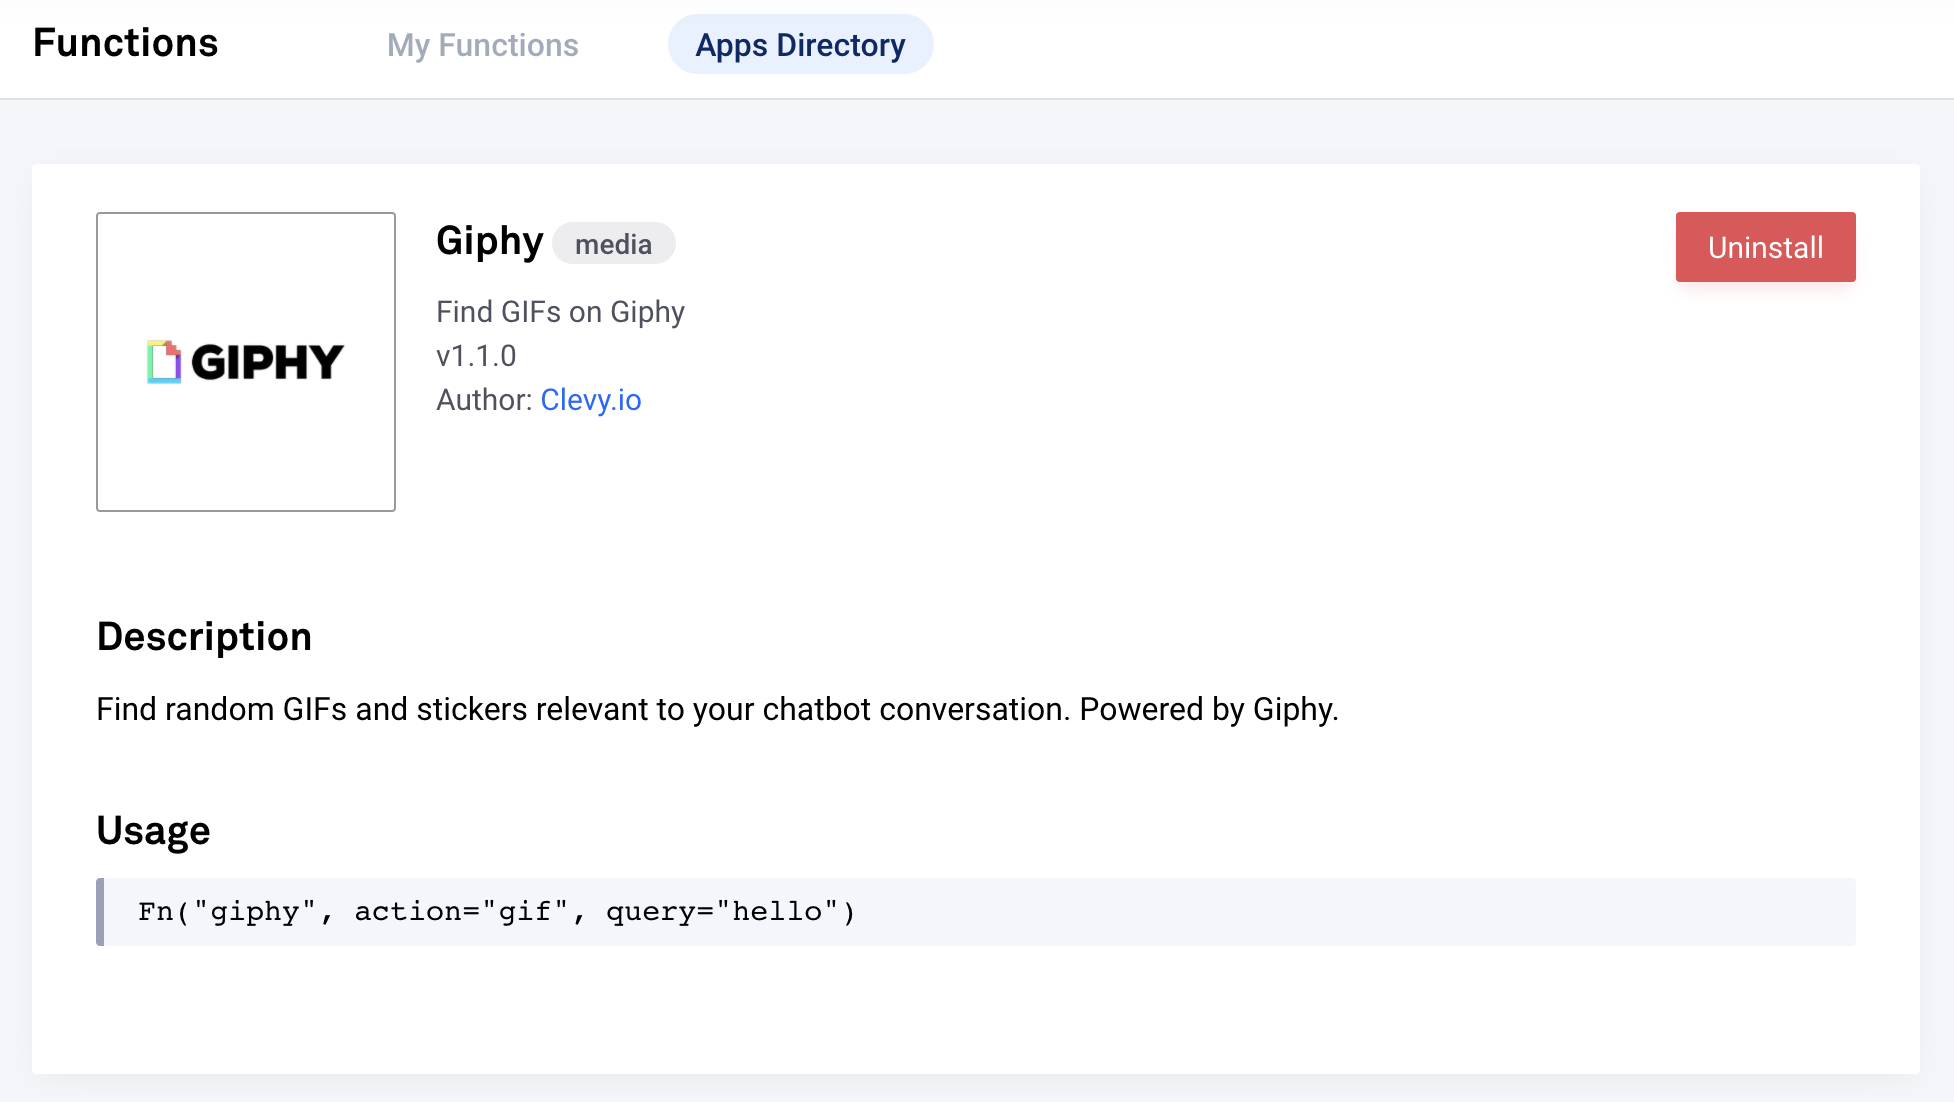 Functions
My Functions
Apps Directory
GIPHY
Giphy
media
Uninstall
Find GIFs on Giphy
v1.1.0
Author: Clevy.io
Description
Find random GIFs and stickers relevant to your chatbot conversation. Powered by Giphy.
Usage
Fn("giphy", action="gif", query="hello")